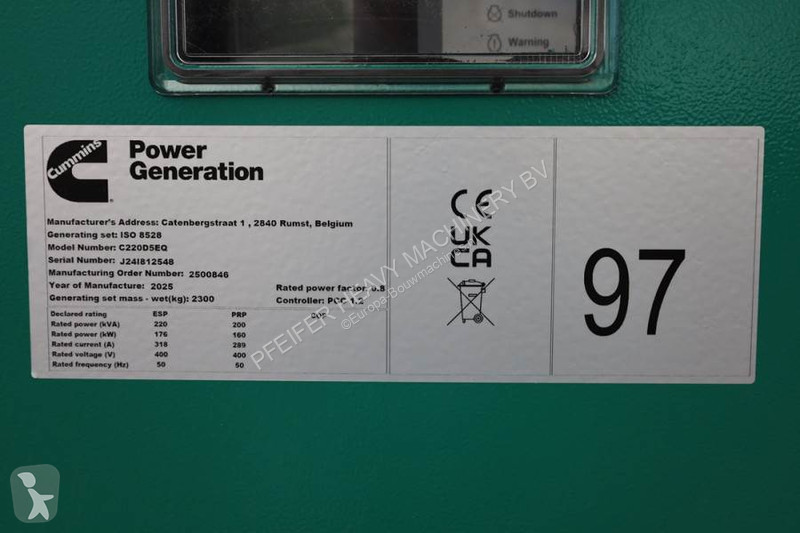 Shutdown
Warning
Cummins
Power
Generation
Manufacturer's Address: Catenbergstraat 1 , 2840 Rumst, Belgium
Generating set: ISO 8528
Model Number: C220D5EQ
Serial Number: J24I812548
Manufacturing Order Number: 2500846
Year of Manufacture: 2025 Rated power factor: 0.8
Generating set mass - wet(kg): 2300 Controller: PCC 1.2
Declared rating ESP PRP COP
Rated power (kVA) 220 200
Rated power (kW) 176 160
Rated current (A) 318 289
Rated voltage (V) 400 400
Rated frequency (Hz) 50 50
CE
UK
CA
97
PFEIFER HEAVY MACHINERY BV
©Europa-Bouwmachines